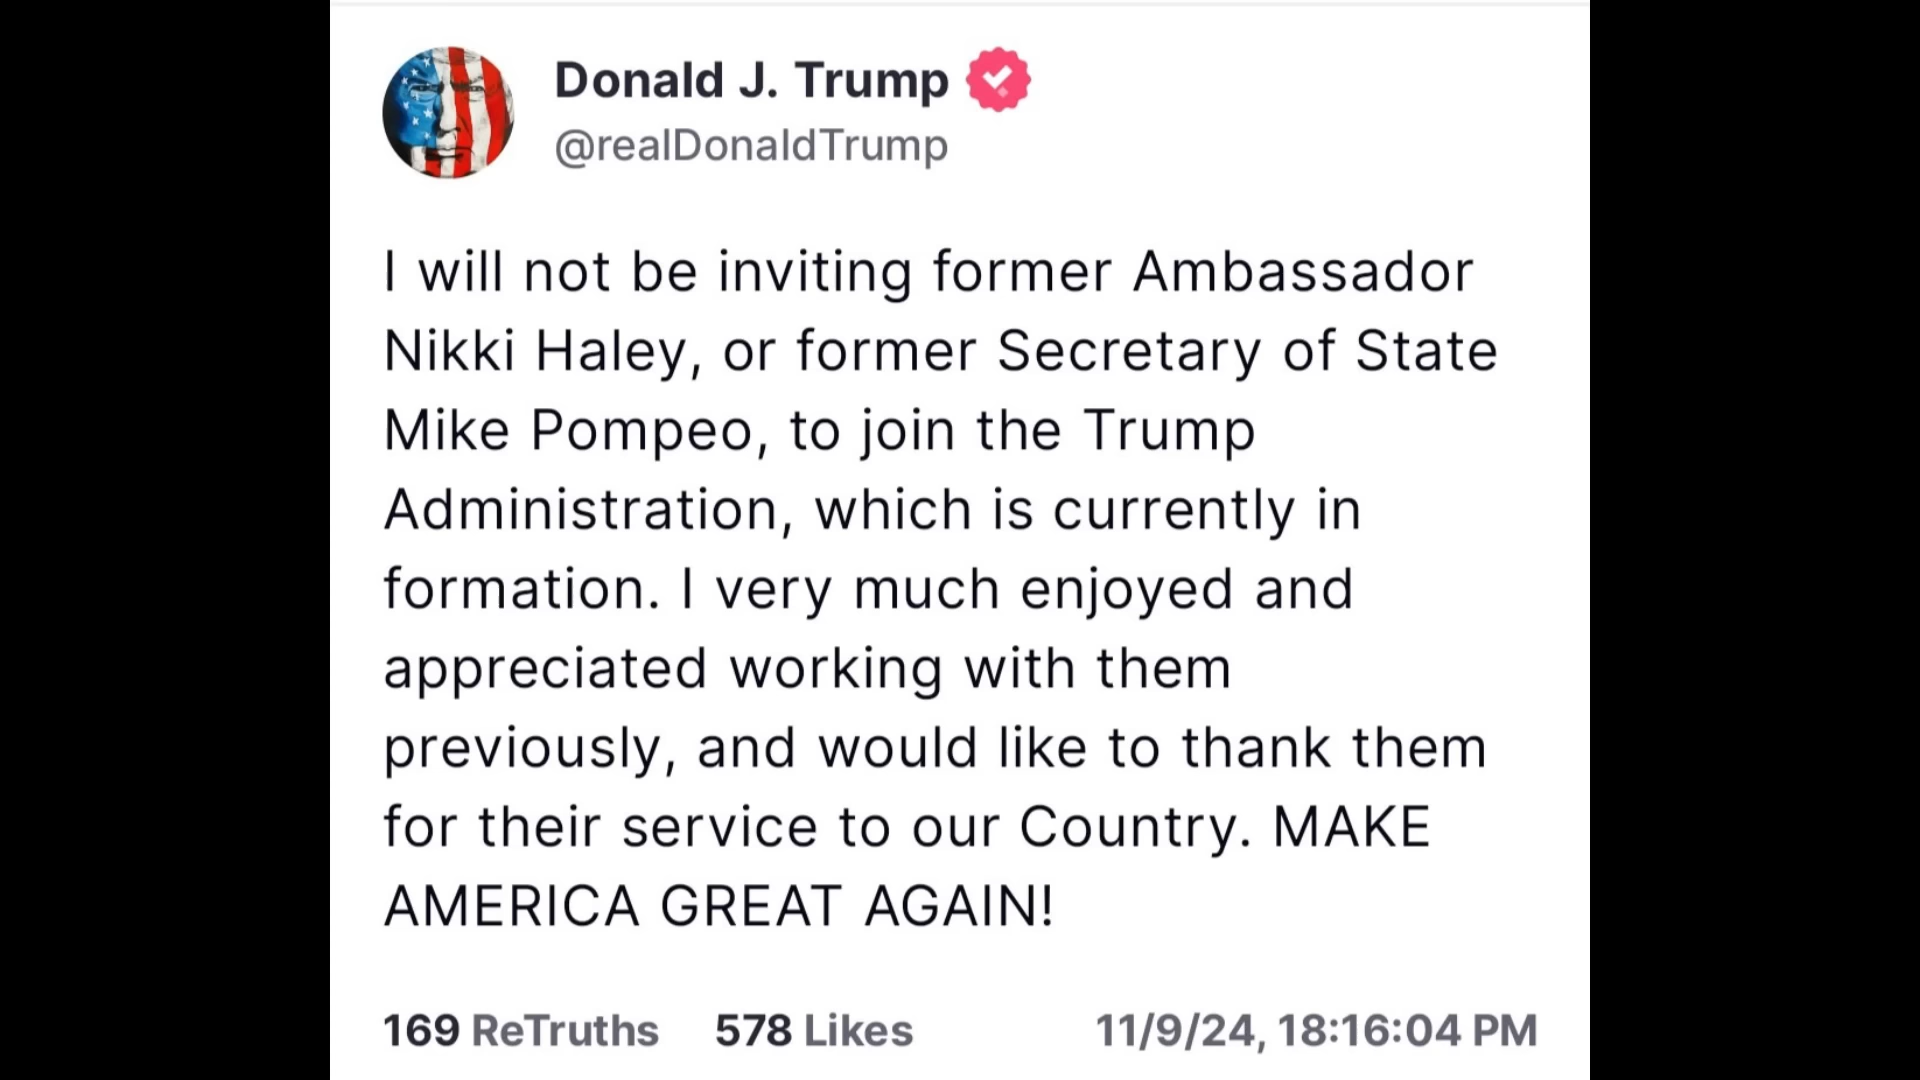 Donald J. Trump
@realDonaldTrump
I will not be inviting former Ambassador
Nikki Haley, or former Secretary of State
Mike Pompeo, to join the Trump
Administration, which is currently in
formation. I very much enjoyed and
appreciated working with them
previously, and would like to thank them
for their service to our Country. MAKE
AMERICA GREAT AGAIN!
169 ReTruths 578 Likes 11/9/24, 18:16:04 PM